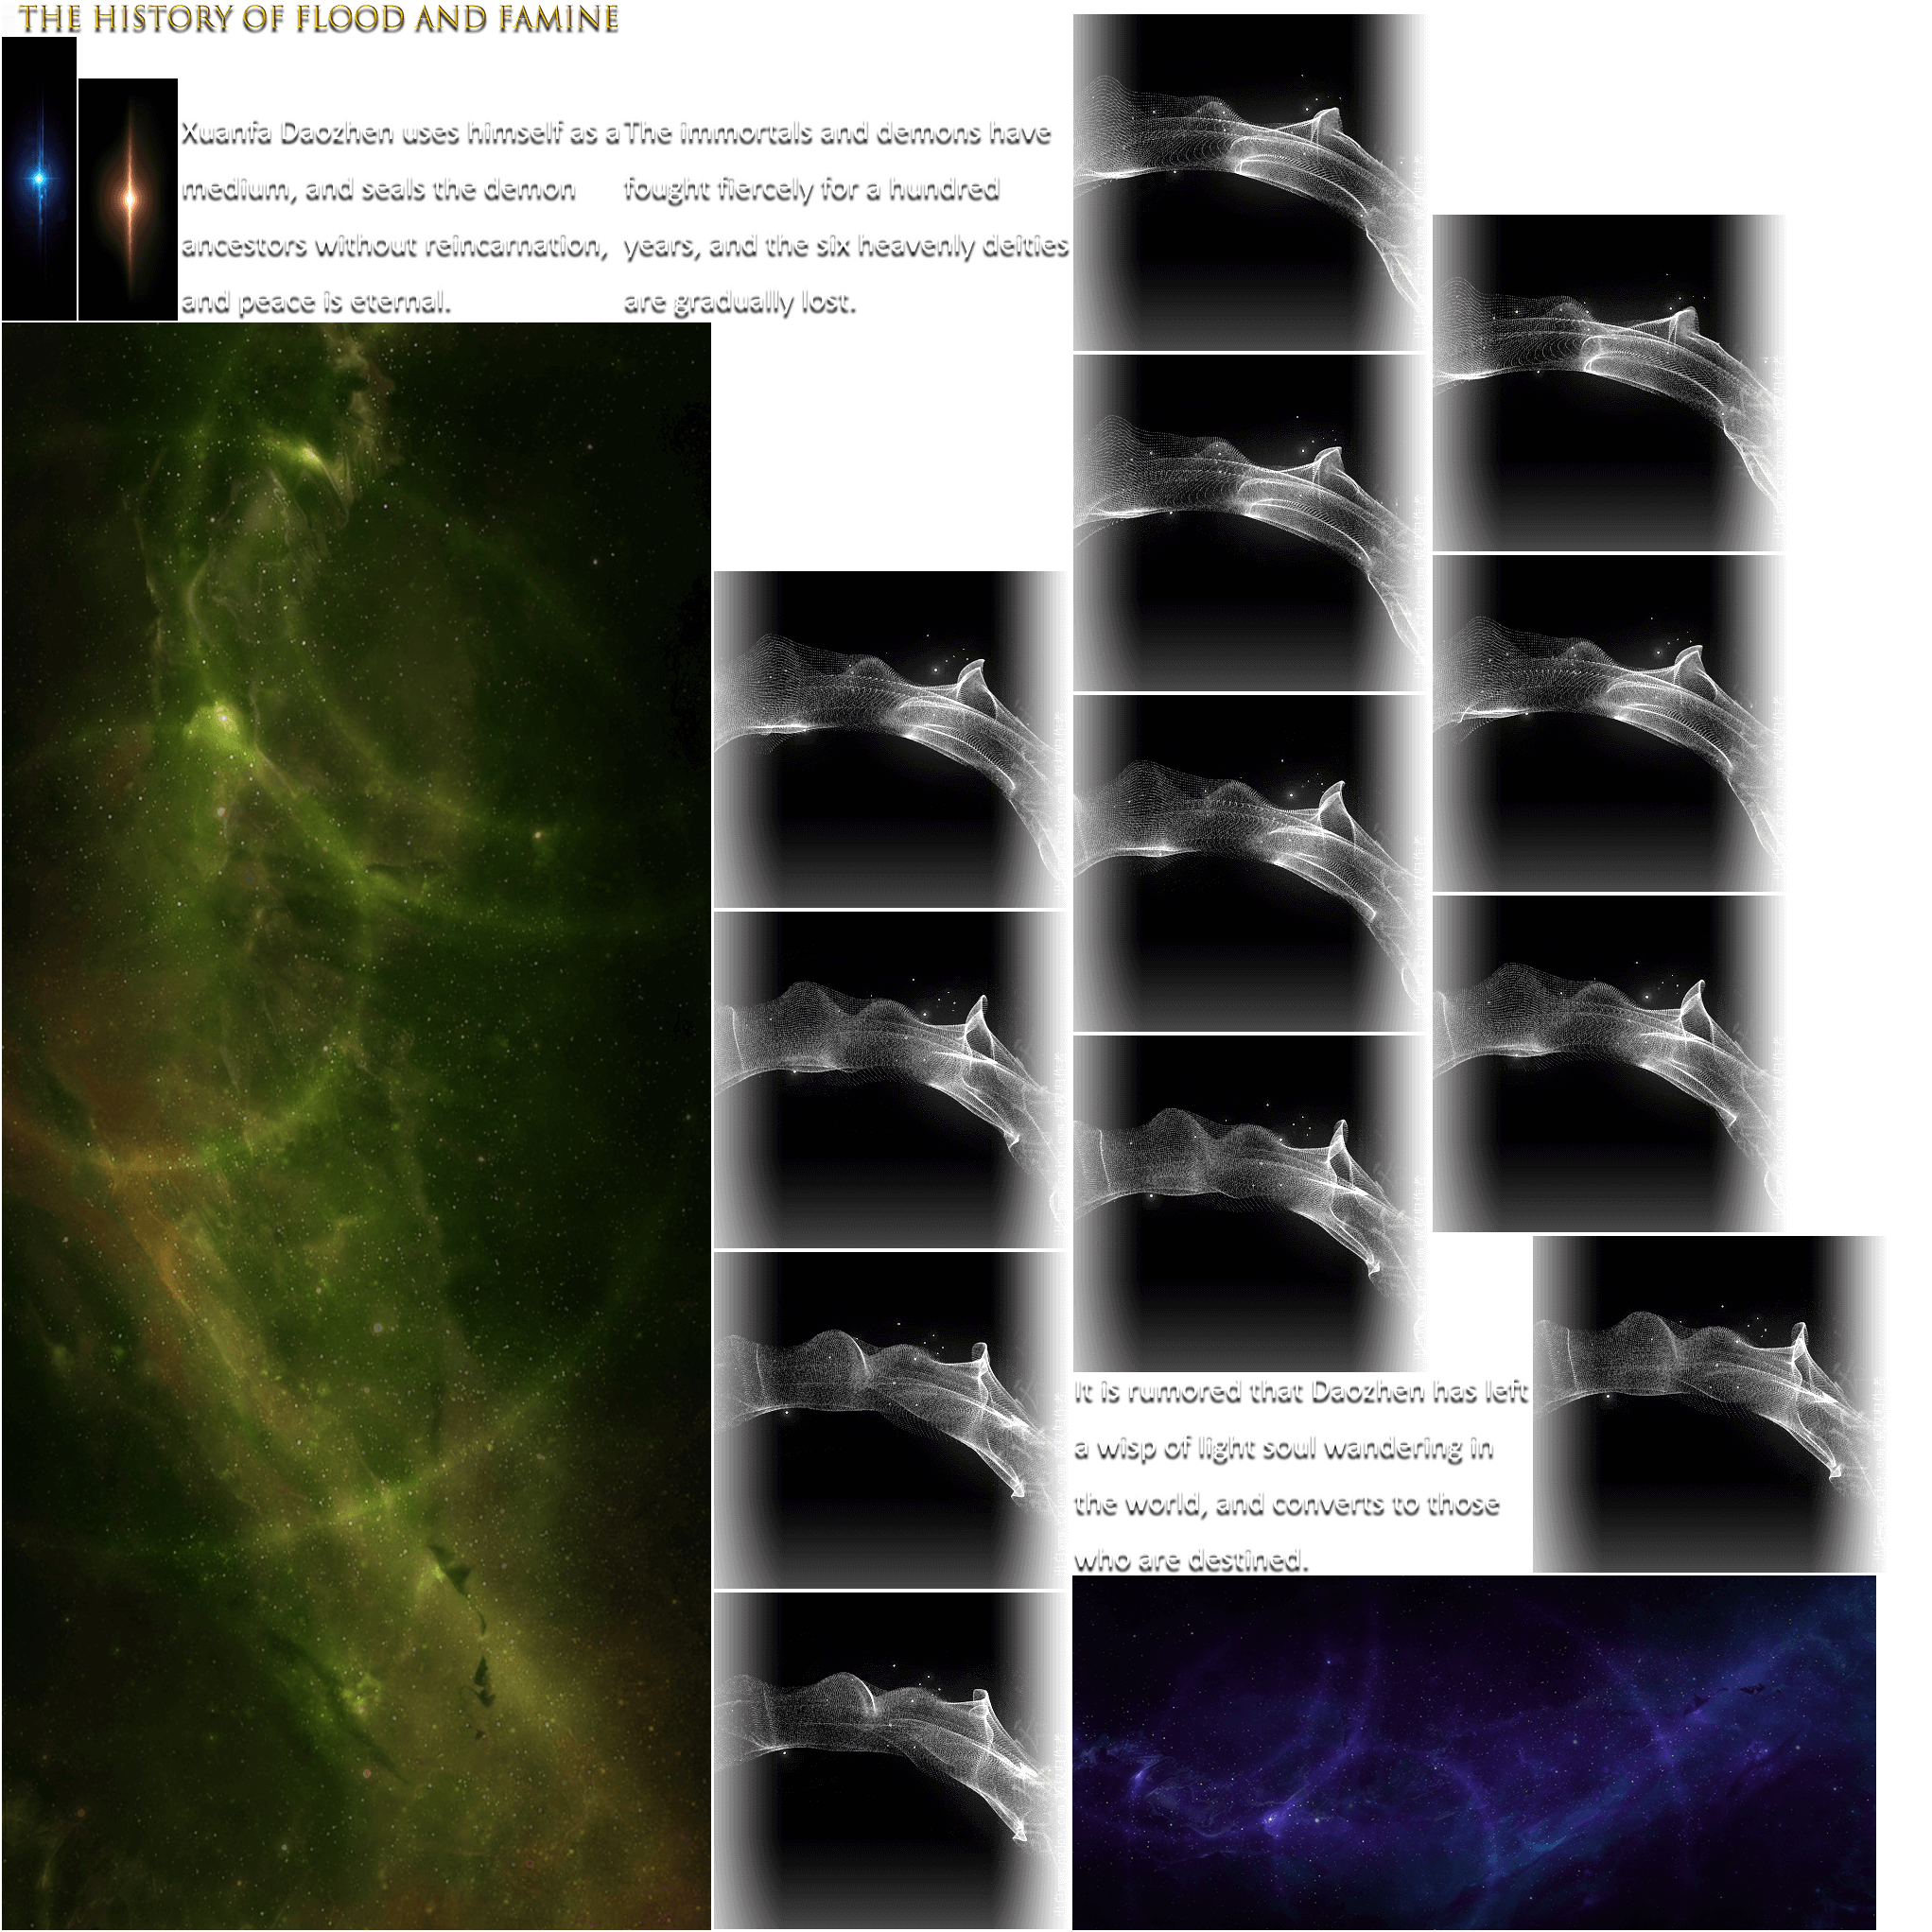 THE HISTORY OF FLOOD AND FAMINE
Xuanfa Daozhen uses himself as a
medium, and seals the demon
ancestors without reincarnation,
and peace is eternal.
The immortals and demons have
fought fiercely for a hundred
years, and the six heavenly deities
are gradually lost.
It is rumored that Daozhen has left
a wisp of light soul wandering in
the world, and converts to those
who are destined.